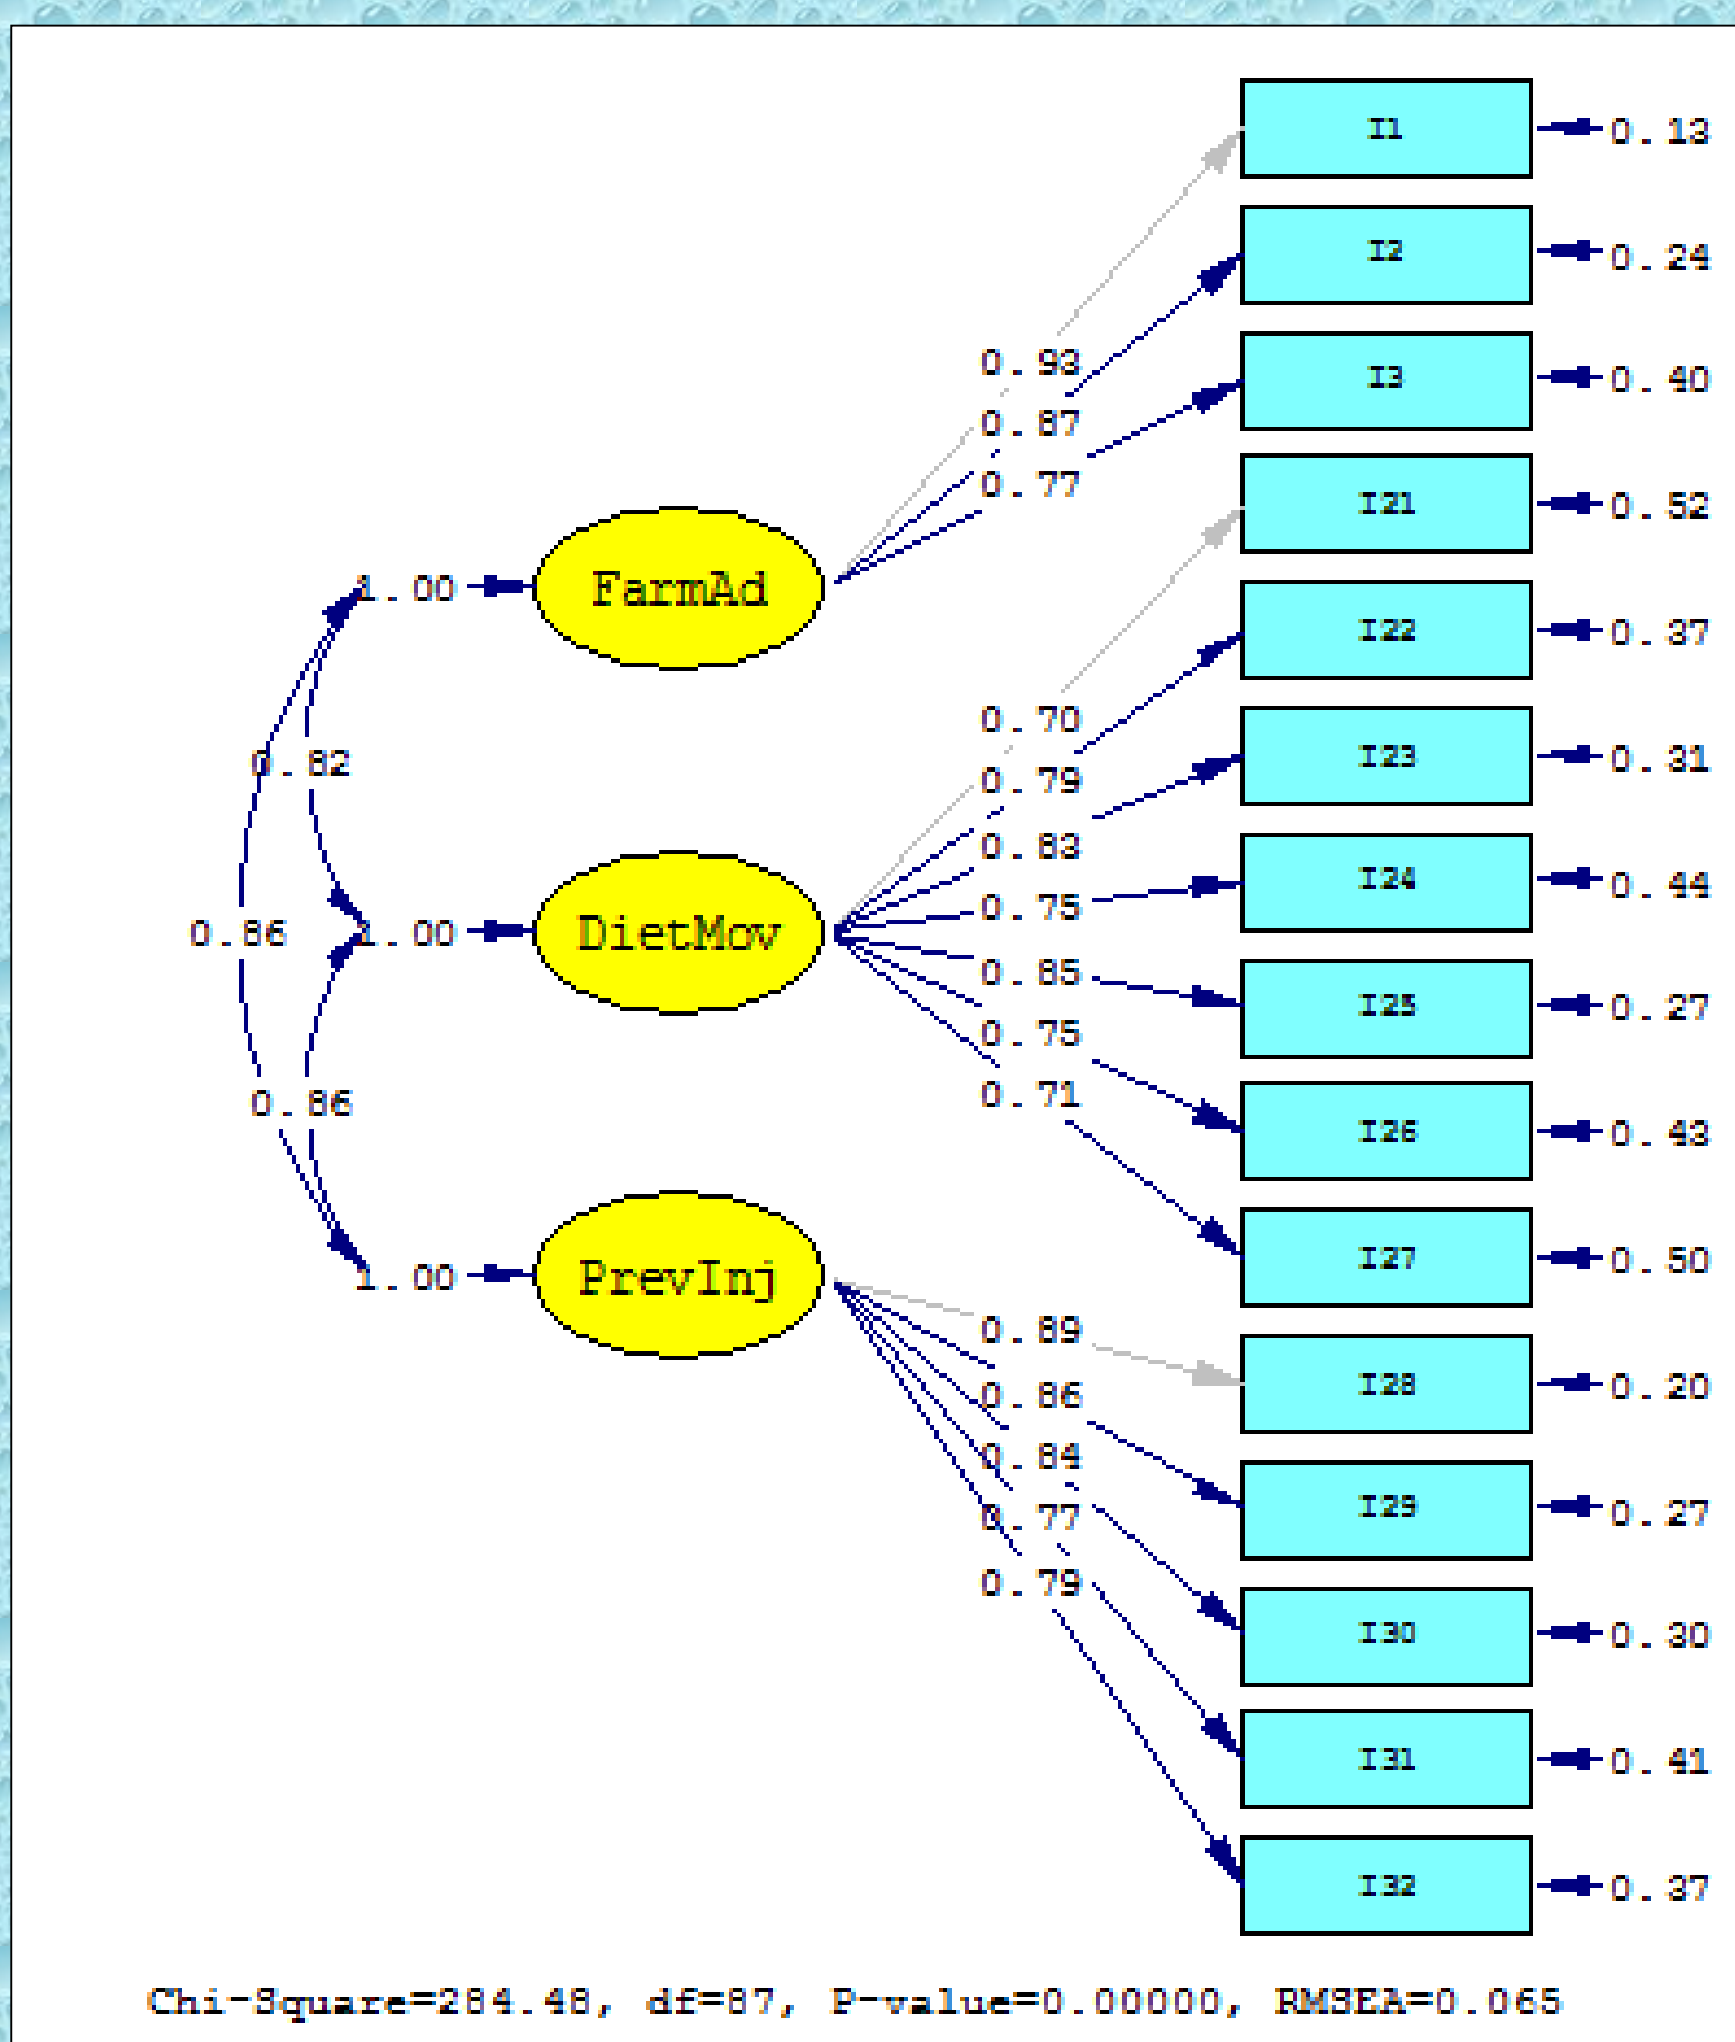 I1
0.13
I2
0.24
0.93
I3
0.40
0.87
0.77
I21
0.52
1.00
FarmAd
I22
0.37
0.70
0.82
0.79
I23
0.31
0.83
I24
0.44
0.75
0.86
1.00
DietMov
0.85
I25
0.27
0.75
0.86
0.71
I26
0.43
I27
0.50
1.00
PrevInj
0.89
I28
0.20
0.86
0.84
I29
0.27
0.77
0.79
I30
0.30
I31
0.41
I32
0.37
Chi-Square=284.48, df=87, P-value=0.00000, RMSEA=0.065